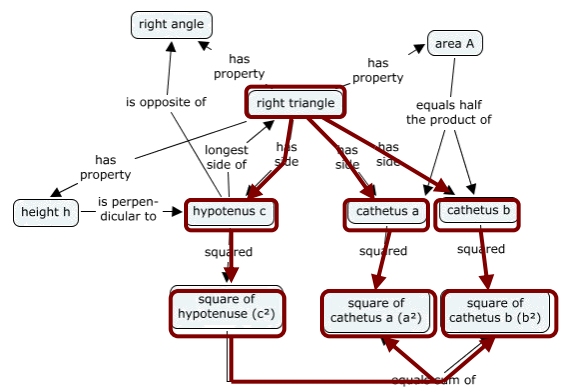 right angle
area A
has
property
has
property
is opposite of
right triangle
equals half
the product of
has
property
longest
side of
has
side
has
side
has
side
height h
is perpen-
dicular to
hypotenus c
cathetus a
cathetus b
squared
squared
squared
square of
hypotenuse (c²)
square of
cathetus a (a²)
square of
cathetus b (b²)
equals sum of